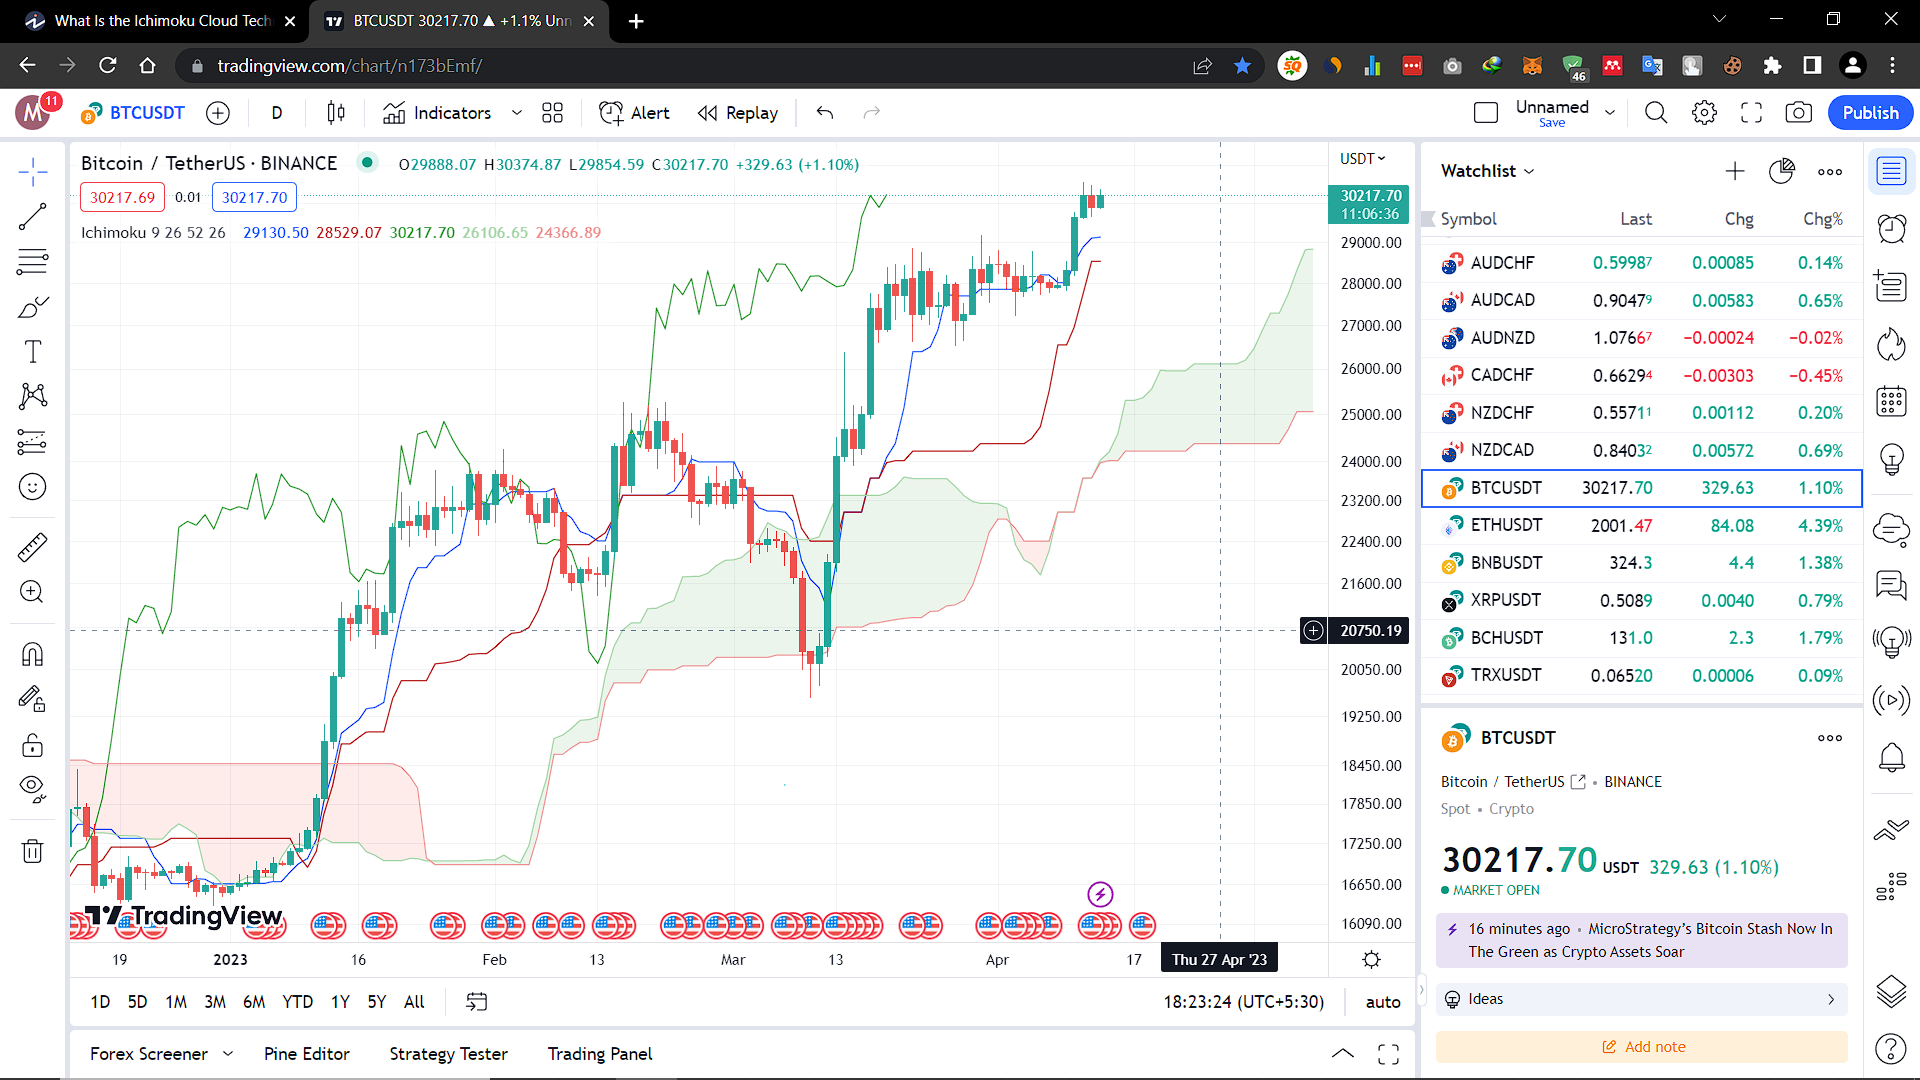 What Is the Ichimoku Cloud Tech
BTCUSDT 30217.70 ▲ +1.1% Unn
tradingview.com/chart/n173bEmf/
46
M 11 BTCUSDT D Indicators Alert Replay Unnamed Save Publish
Bitcoin / TetherUS · BINANCE O29888.07 H30374.87 L29854.59 C30217.70 +329.63 (+1.10%)
30217.69 0.01 30217.70
Ichimoku 9 26 52 26 29130.50 28529.07 30217.70 26106.65 24366.89
USDT
30217.70
11:06:36
29000.00
28000.00
27000.00
26000.00
25000.00
24000.00
23200.00
22400.00
21600.00
20750.19
20050.00
19250.00
18450.00
17850.00
17250.00
16650.00
16090.00
TradingView
19 2023 16 Feb 13 Mar 13 Apr 17 Thu 27 Apr '23
1D 5D 1M 3M 6M YTD 1Y 5Y All 18:23:24 (UTC+5:30) auto
Forex Screener Pine Editor Strategy Tester Trading Panel
Watchlist
Symbol Last Chg Chg%
AUDCHF 0.59987 0.00085 0.14%
AUDCAD 0.90479 0.00583 0.65%
AUDNZD 1.07667 −0.00024 −0.02%
CADCHF 0.66294 −0.00303 −0.45%
NZDCHF 0.55711 0.00112 0.20%
NZDCAD 0.84032 0.00572 0.69%
BTCUSDT 30217.70 329.63 1.10%
ETHUSDT 2001.47 84.08 4.39%
BNBUSDT 324.3 4.4 1.38%
XRPUSDT 0.5089 0.0040 0.79%
BCHUSDT 131.0 2.3 1.79%
TRXUSDT 0.06520 0.00006 0.09%
BTCUSDT
Bitcoin / TetherUS • BINANCE
Spot • Crypto
30217.70 USDT 329.63 (1.10%)
MARKET OPEN
16 minutes ago • MicroStrategy's Bitcoin Stash Now In
The Green as Crypto Assets Soar
Ideas
Add note